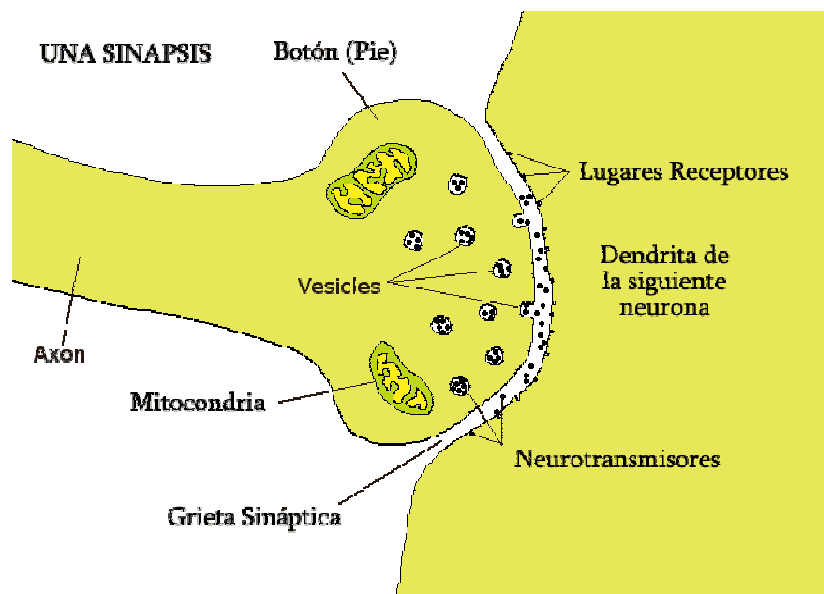 UNA SINAPSIS
Botón (Pie)
Lugares Receptores
Dendrita de
la siguiente
neurona
Vesicles
Axon
Mitocondria
Neurotransmisores
Grieta Sináptica